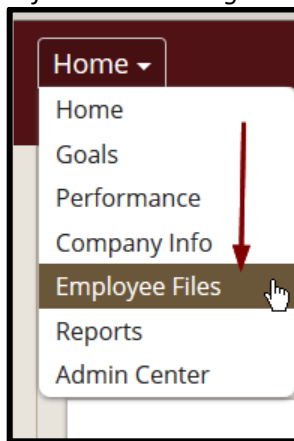 Home
Home
Goals
Performance
Company Info
Employee Files
Reports
Admin Center